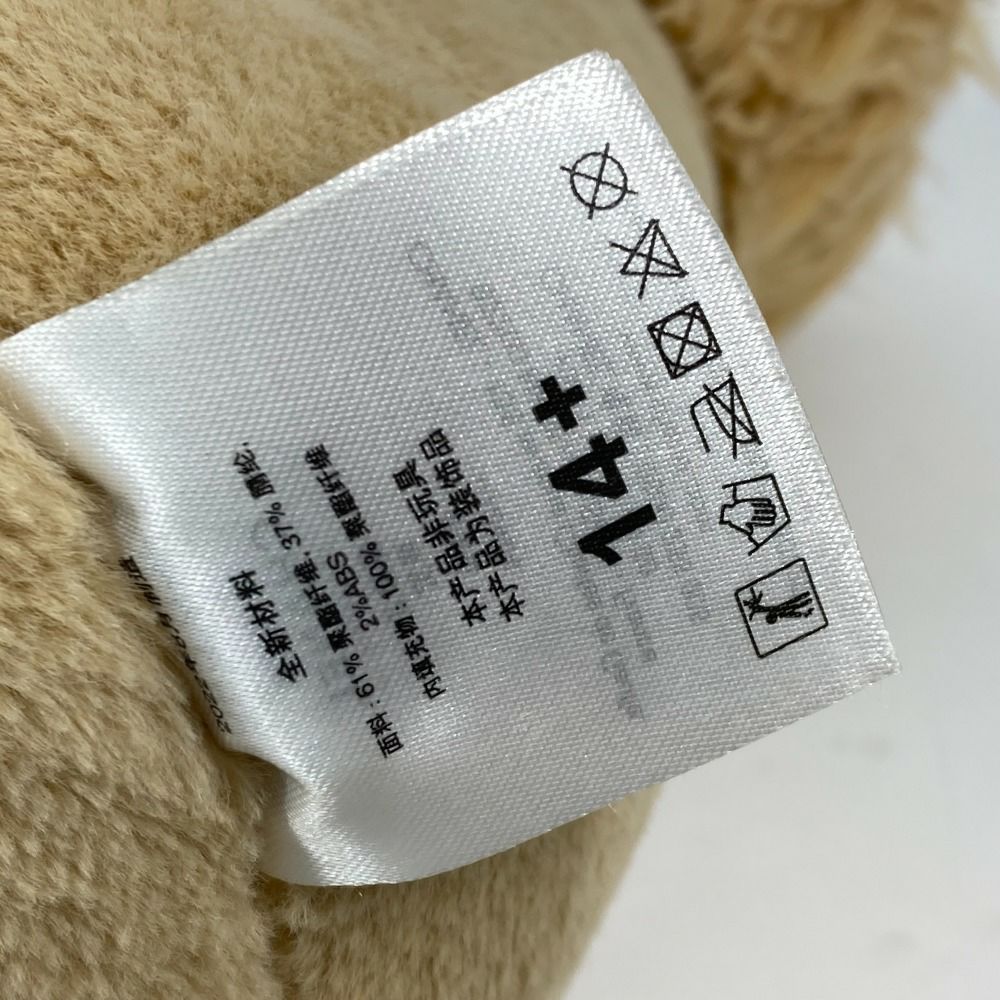 全新材料
面料：61% 聚酯纤维, 37% 腈纶,
2%ABS
内填充物：100% 聚酯纤维
本产品非玩具
本产品为装饰品
14+